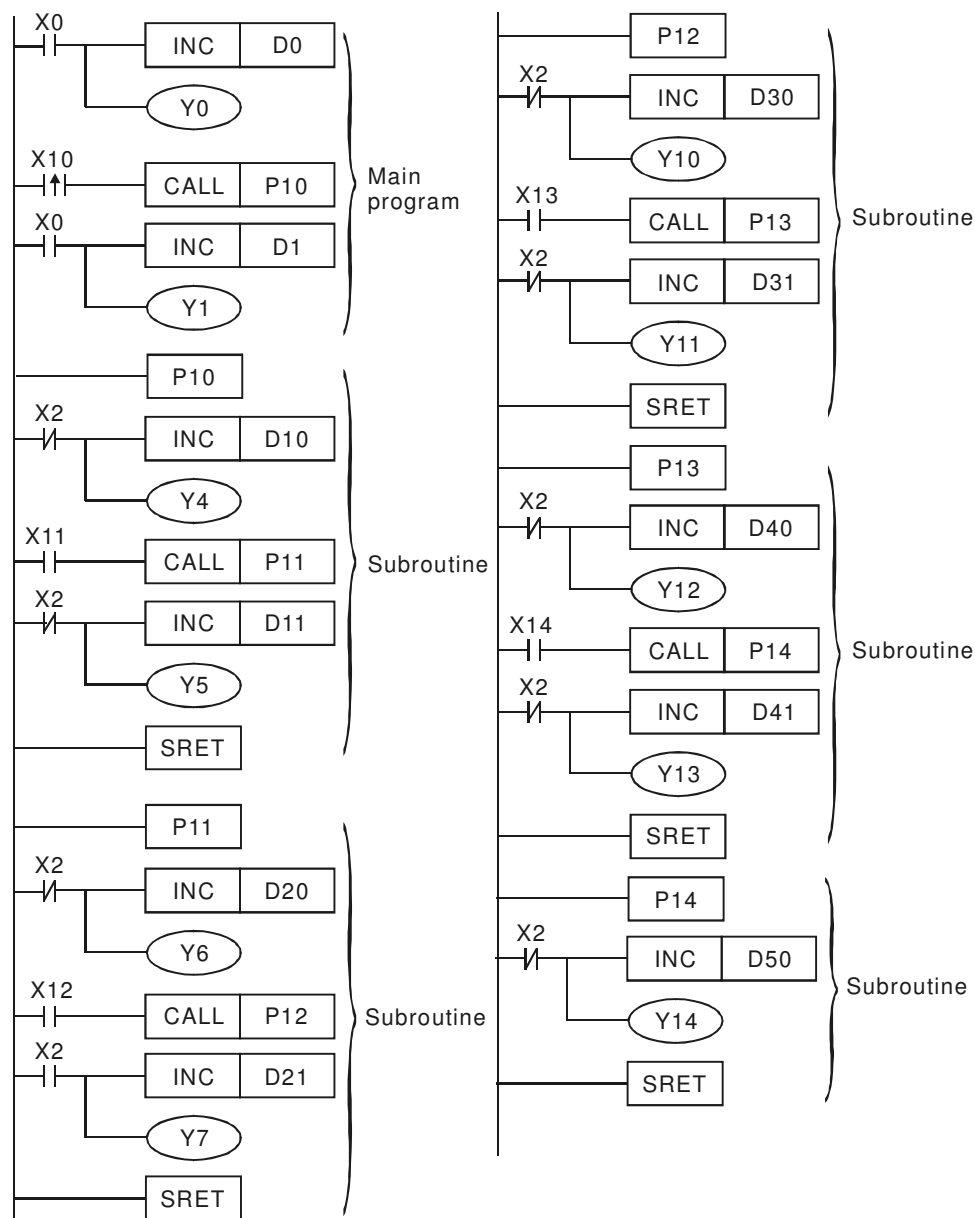 X0
INC D0
Y0
X10
CALL P10
X0
INC D1
Y1
Main
program
P10
X2
INC D10
Y4
X11
CALL P11
X2
INC D11
Y5
SRET
Subroutine
P11
X2
INC D20
Y6
X12
CALL P12
X2
INC D21
Y7
SRET
Subroutine
P12
X2
INC D30
Y10
X13
CALL P13
X2
INC D31
Y11
SRET
Subroutine
P13
X2
INC D40
Y12
X14
CALL P14
X2
INC D41
Y13
SRET
Subroutine
P14
X2
INC D50
Y14
SRET
Subroutine